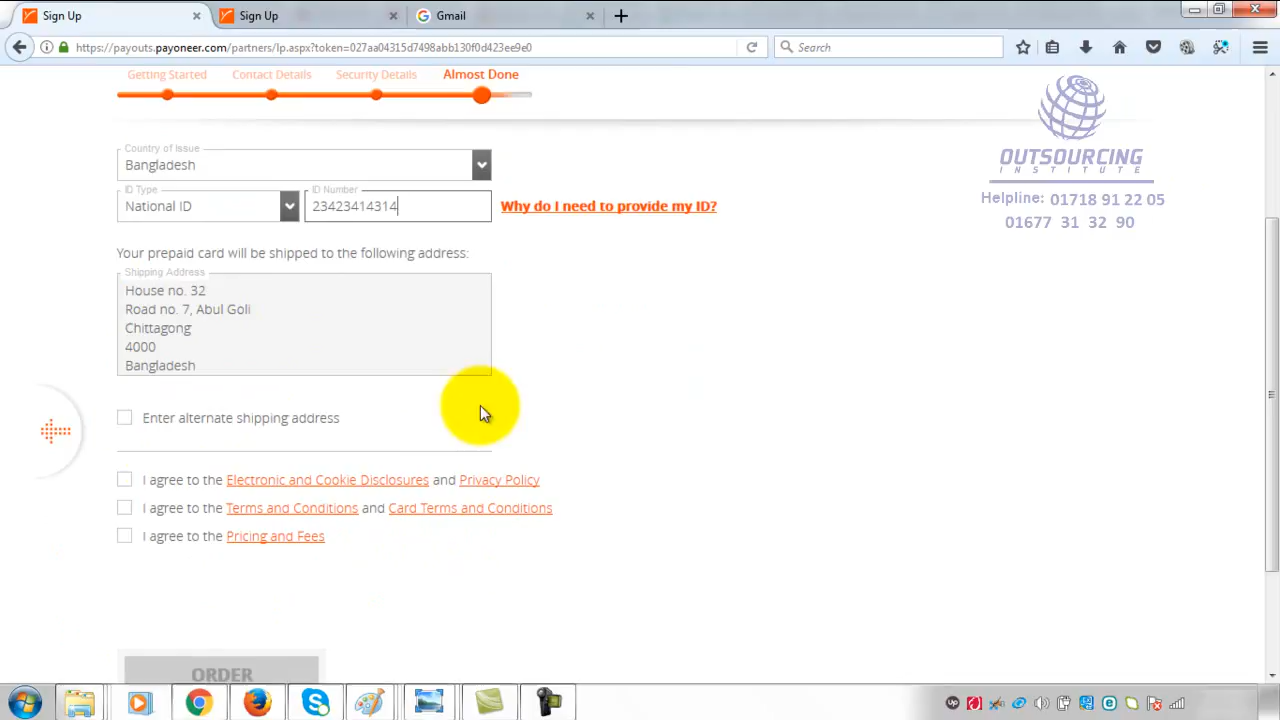 Sign Up
Sign Up
Gmail
https://payouts.payoneer.com/partners/lp.aspx?token=027aa04315d7498abb130f0d423ee9e0
Search
Getting Started
Contact Details
Security Details
Almost Done
OUTSOURCING
INSTITUTE
Helpline: 01718 91 22 05
01677 31 32 90
Country of Issue
Bangladesh
ID Type
National ID
ID Number
23423414314
Why do I need to provide my ID?
Your prepaid card will be shipped to the following address:
Shipping Address
House no. 32
Road no. 7, Abul Goli
Chittagong
4000
Bangladesh
Enter alternate shipping address
I agree to the Electronic and Cookie Disclosures and Privacy Policy
I agree to the Terms and Conditions and Card Terms and Conditions
I agree to the Pricing and Fees
ORDER